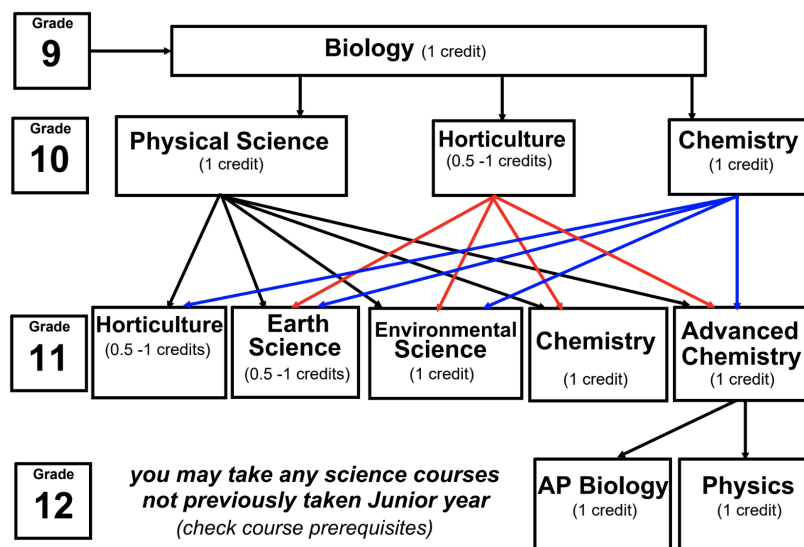 Grade
9
Biology (1 credit)
Grade
10
Physical Science
(1 credit)
Horticulture
(0.5 -1 credits)
Chemistry
(1 credit)
Grade
11
Horticulture
(0.5 -1 credits)
Earth
Science
(0.5 -1 credits)
Environmental
Science
(1 credit)
Chemistry
(1 credit)
Advanced
Chemistry
(1 credit)
Grade
12
you may take any science courses
not previously taken Junior year
(check course prerequisites)
AP Biology
(1 credit)
Physics
(1 credit)